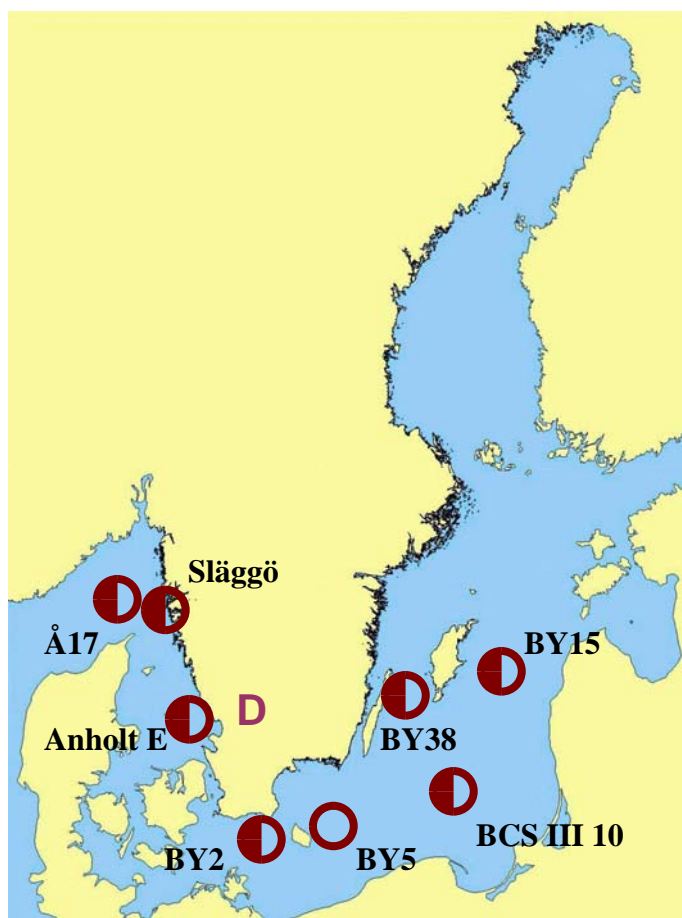 Släggö
Å17
BY15
D
Anholt E
BY38
BCS III 10
BY2
BY5